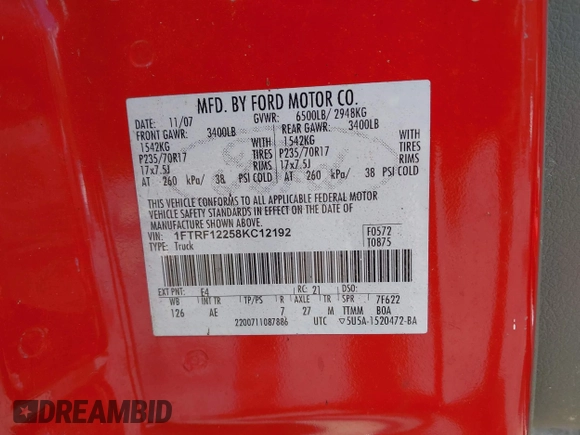 MFD. BY FORD MOTOR CO.
DATE: 11/07 GVWR: 6500LB/ 2948KG
FRONT GAWR: 3400LB REAR GAWR: 3400LB
1542KG WITH 1542KG WITH
P235/70R17 TIRES P235/70R17 TIRES
17x7.5J RIMS 17x7.5J RIMS
AT 260 kPa/ 38 PSI COLD AT 260 kPa/ 38 PSI COLD
THIS VEHICLE CONFORMS TO ALL APPLICABLE FEDERAL MOTOR
VEHICLE SAFETY STANDARDS IN EFFECT ON THE DATE OF
MANUFACTURE SHOWN ABOVE.
VIN: 1FTRF12258KC12192 F0572
TYPE: Truck T0875
EXT PNT: E4 RC: 21 DSO:
WB INT TR TP/PS R AXLE TR SPR 7F622
126 AE 7 27 M TTMM BOA
2200711087886 UTC ▽5U5A-1520472-BA
DREAMBID